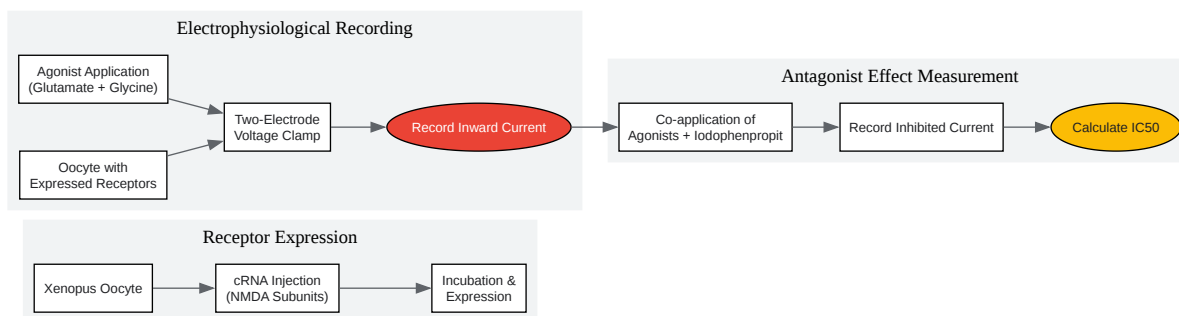 Electrophysiological Recording
Agonist Application
(Glutamate + Glycine)
Oocyte with
Expressed Receptors
Two-Electrode
Voltage Clamp
Record Inward Current
Antagonist Effect Measurement
Co-application of
Agonists + Iodophenpropit
Record Inhibited Current
Calculate IC50
Receptor Expression
Xenopus Oocyte
cRNA Injection
(NMDA Subunits)
Incubation &
Expression